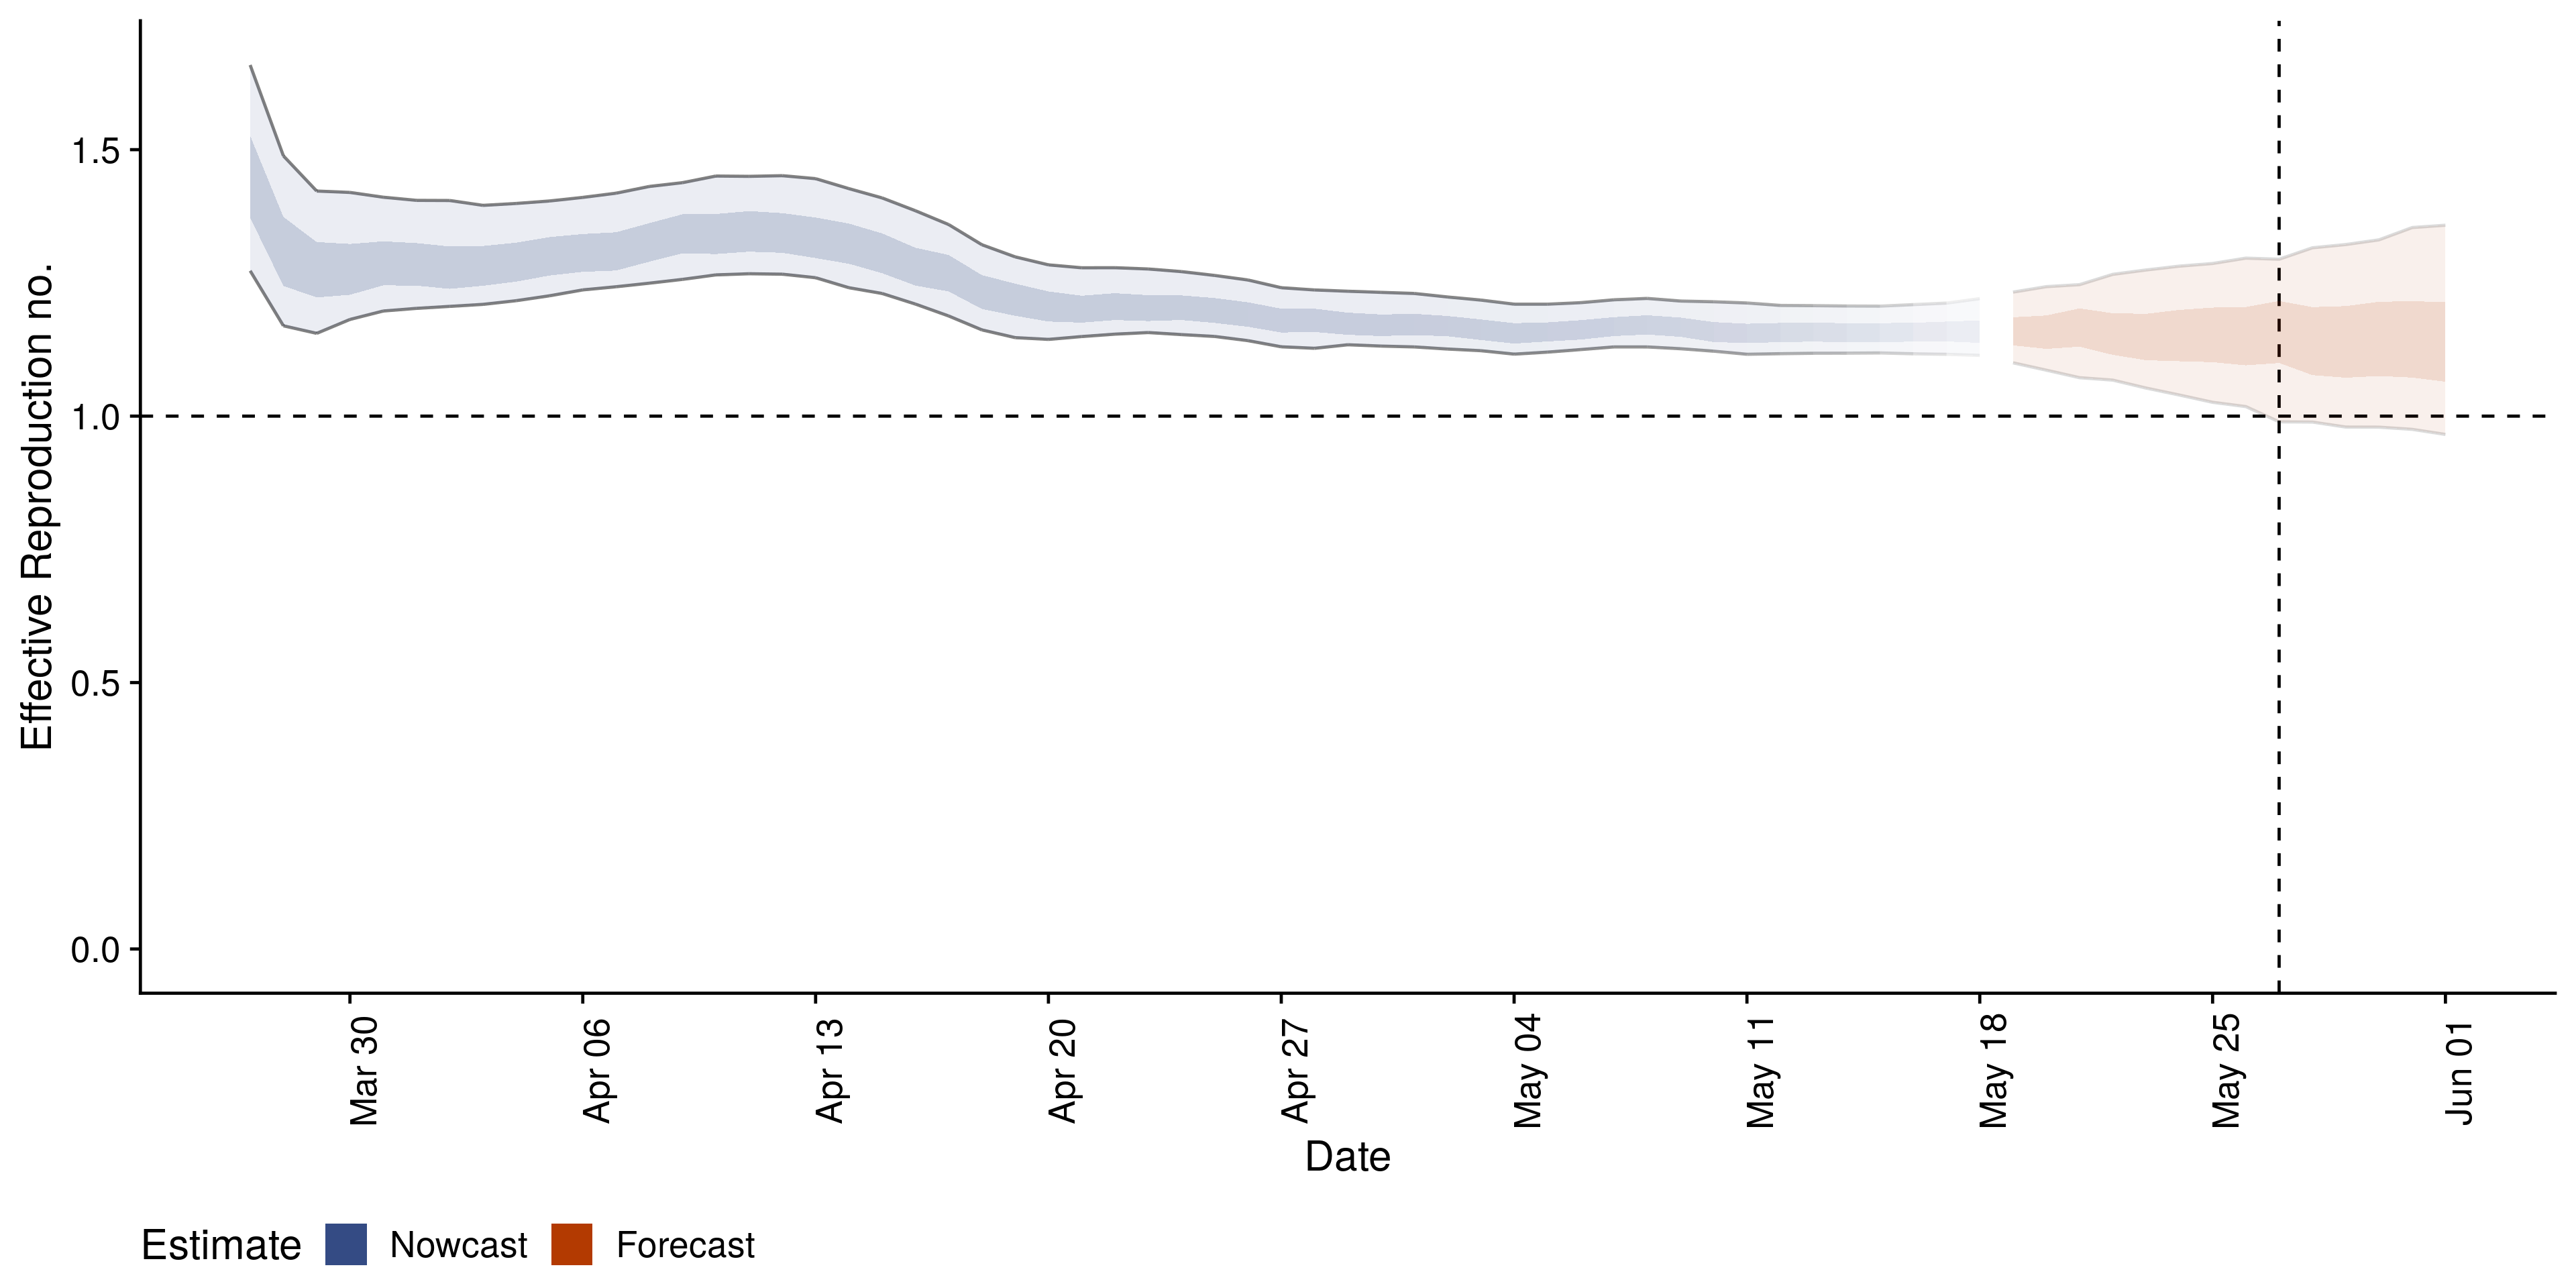 Effective Reproduction no.
1.5
1.0
0.5
0.0
Mar 30
Apr 06
Apr 13
Apr 20
Apr 27
May 04
May 11
May 18
May 25
Jun 01
Date
Estimate Nowcast Forecast